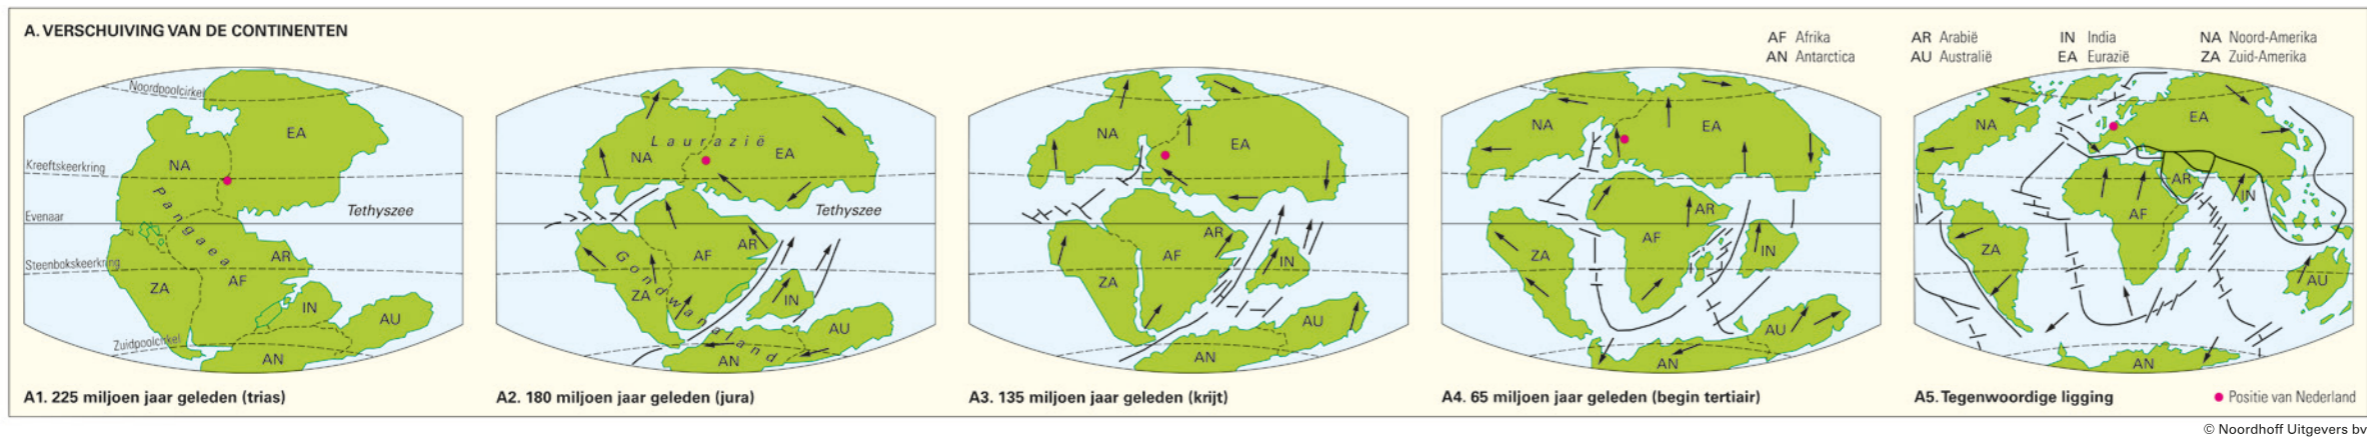 A. VERSCHUIVING VAN DE CONTINENTEN
AF Afrika
AN Antarctica
AR Arabië
AU Australië
IN India
EA Eurazië
NA Noord-Amerika
ZA Zuid-Amerika
Noordpoolcirkel
EA
NA
Kreeftskeerkring
Pangaea
Tethyszee
Evenaar
AR
Steenbokskeerkring
AF
ZA
IN
AU
Zuidpoolcirkel
AN
A1. 225 miljoen jaar geleden (trias)
Laurazië
NA
EA
Tethyszee
AR
AF
Gondwanaland
ZA
IN
AU
AN
A2. 180 miljoen jaar geleden (jura)
NA
EA
AR
AF
IN
ZA
AU
AN
A3. 135 miljoen jaar geleden (krijt)
NA
EA
AR
AF
IN
ZA
AU
AN
A4. 65 miljoen jaar geleden (begin tertiair)
NA
EA
AR
IN
AF
ZA
AU
AN
A5. Tegenwoordige ligging
Positie van Nederland
© Noordhoff Uitgevers bv